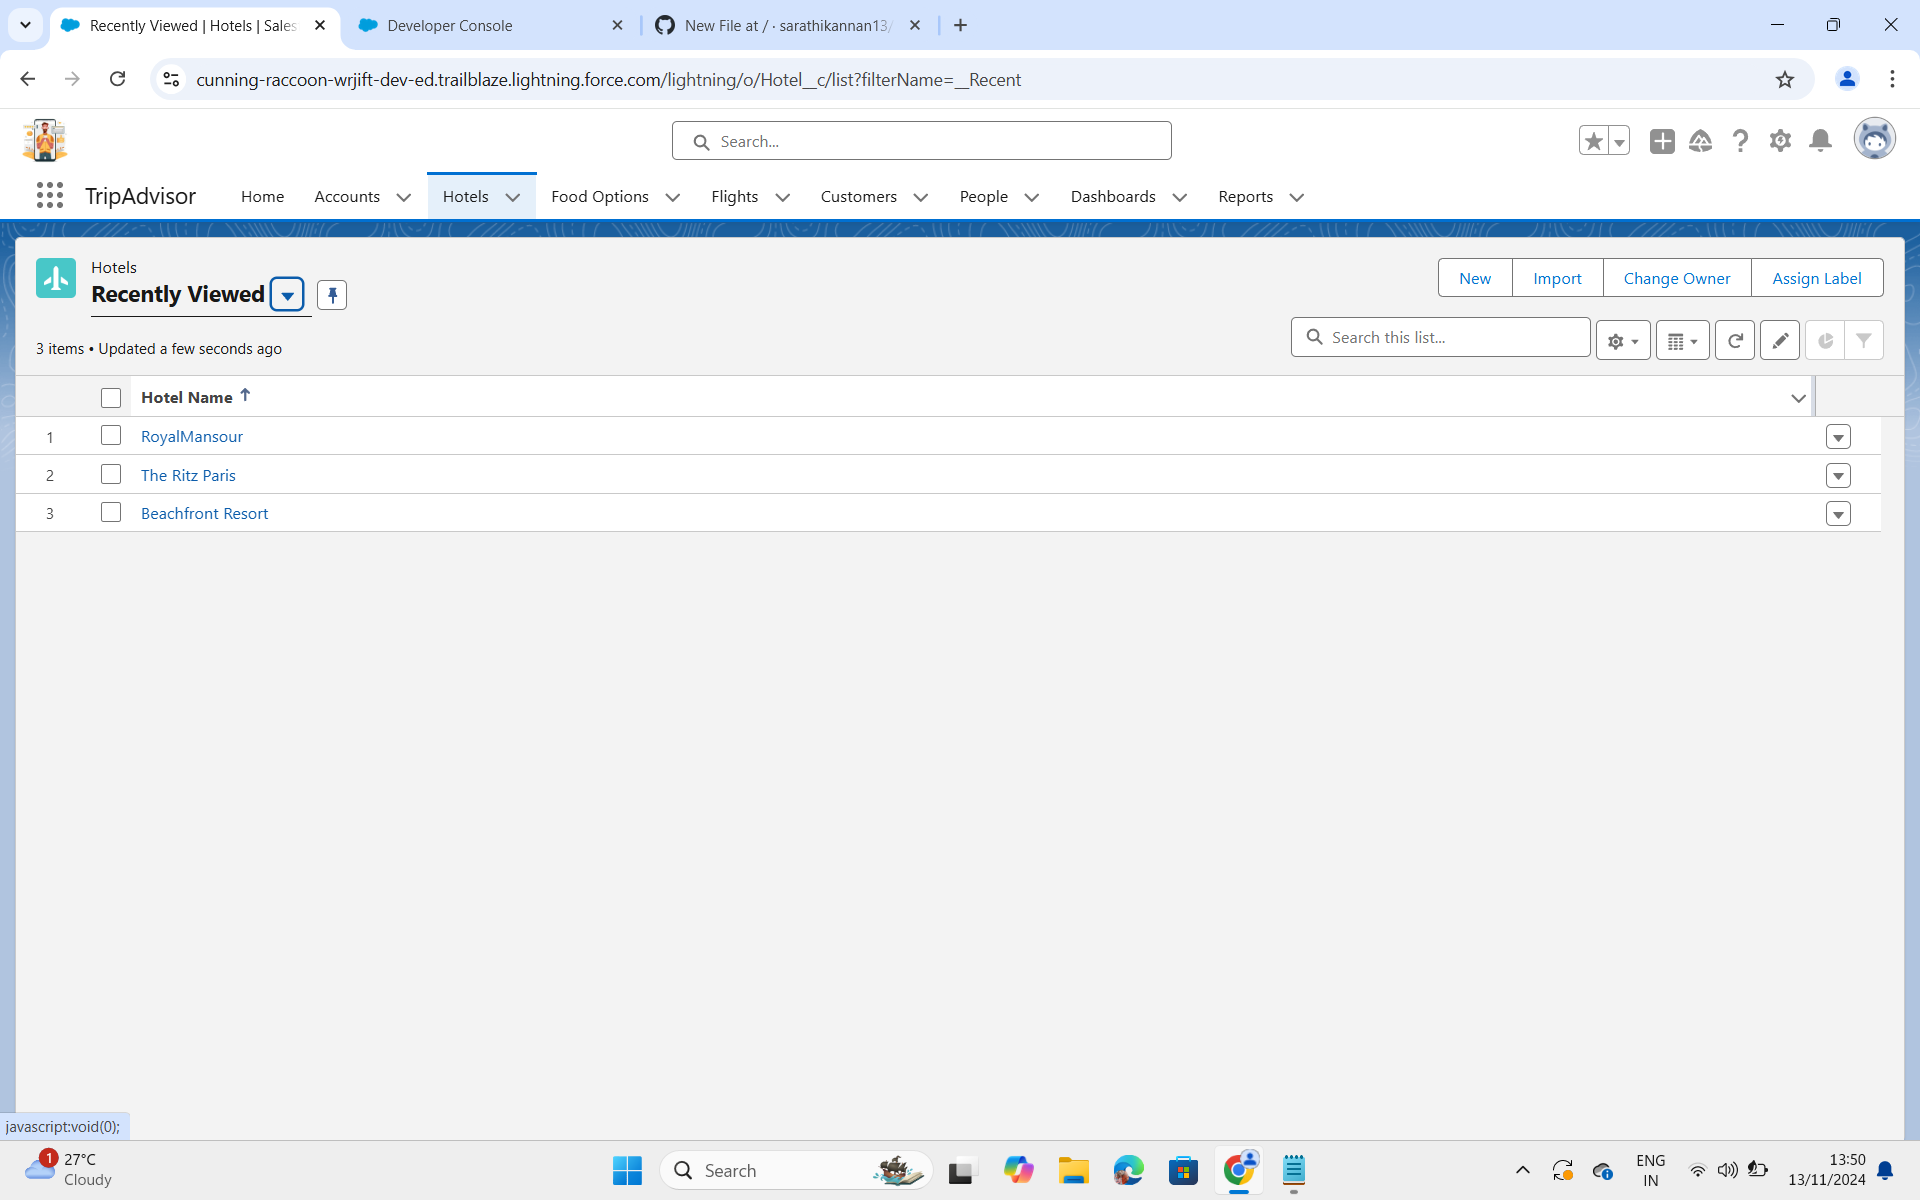 Recently Viewed | Hotels | Sales
Developer Console
New File at / · sarathikannan13/
cunning-raccoon-wrjift-dev-ed.trailblaze.lightning.force.com/lightning/o/Hotel__c/list?filterName=__Recent
Search...
TripAdvisor
Home
Accounts
Hotels
Food Options
Flights
Customers
People
Dashboards
Reports
Hotels
Recently Viewed
New
Import
Change Owner
Assign Label
3 items • Updated a few seconds ago
Search this list...
Hotel Name
1 RoyalMansour
2 The Ritz Paris
3 Beachfront Resort
javascript:void(0);
1
27°C
Cloudy
Search
ENG
IN
13:50
13/11/2024